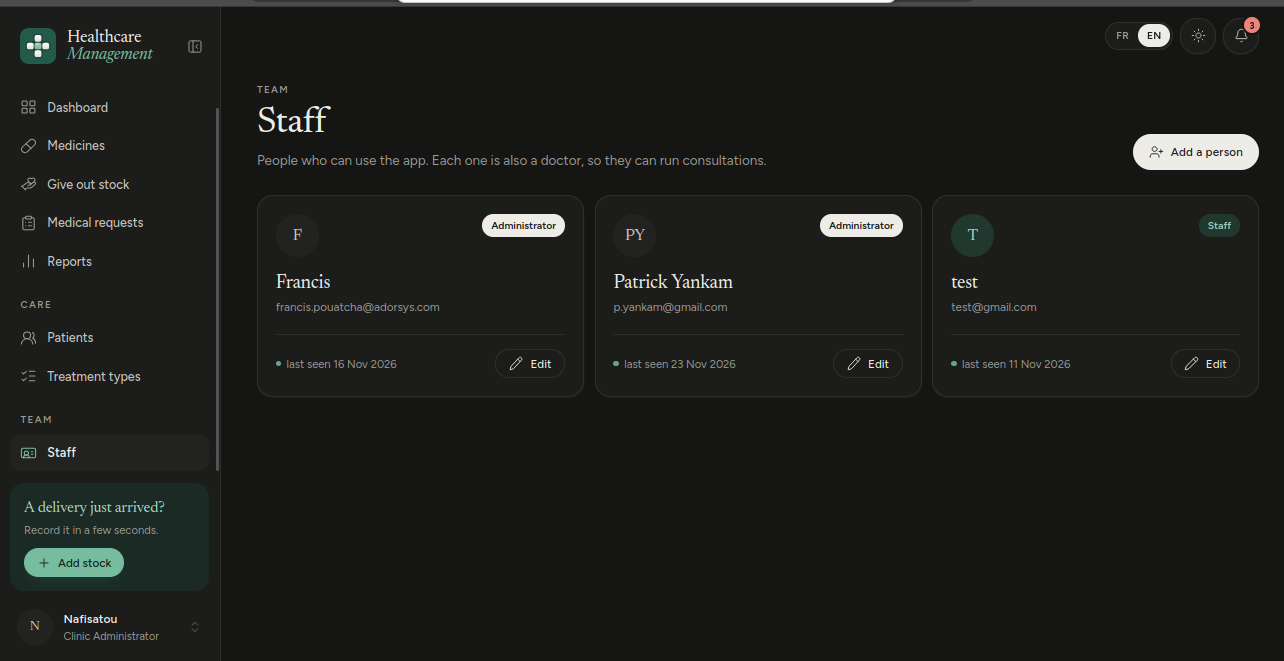 Healthcare
Management
FR EN
3
Dashboard
Medicines
Give out stock
Medical requests
Reports
CARE
Patients
Treatment types
TEAM
Staff
A delivery just arrived?
Record it in a few seconds.
+ Add stock
N
Nafisatou
Clinic Administrator
TEAM
Staff
People who can use the app. Each one is also a doctor, so they can run consultations.
Add a person
F
Administrator
Francis
francis.pouatcha@adorsys.com
last seen 16 Nov 2026
Edit
PY
Administrator
Patrick Yankam
p.yankam@gmail.com
last seen 23 Nov 2026
Edit
T
Staff
test
test@gmail.com
last seen 11 Nov 2026
Edit